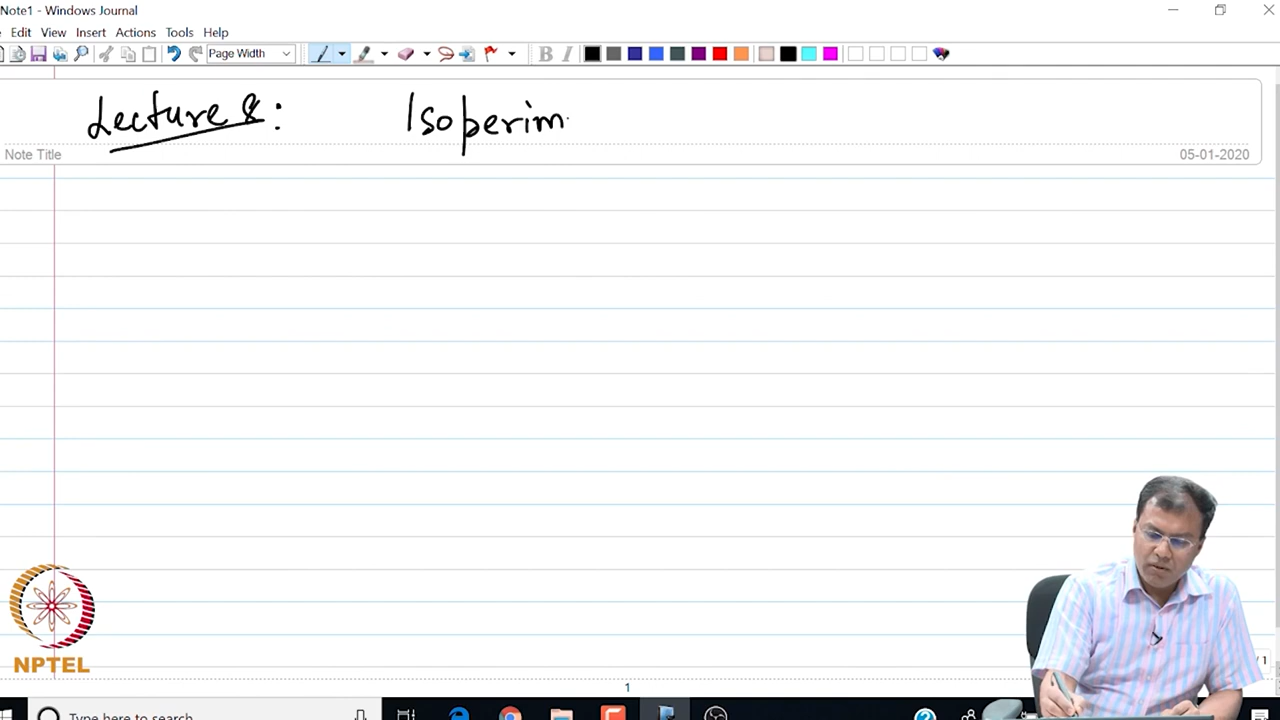 Note1 - Windows Journal
Edit View Insert Actions Tools Help
Page Width
B I
Lecture 8: Isoperim
Note Title
05-01-2020
NPTEL
/ 1
1
Type here to search